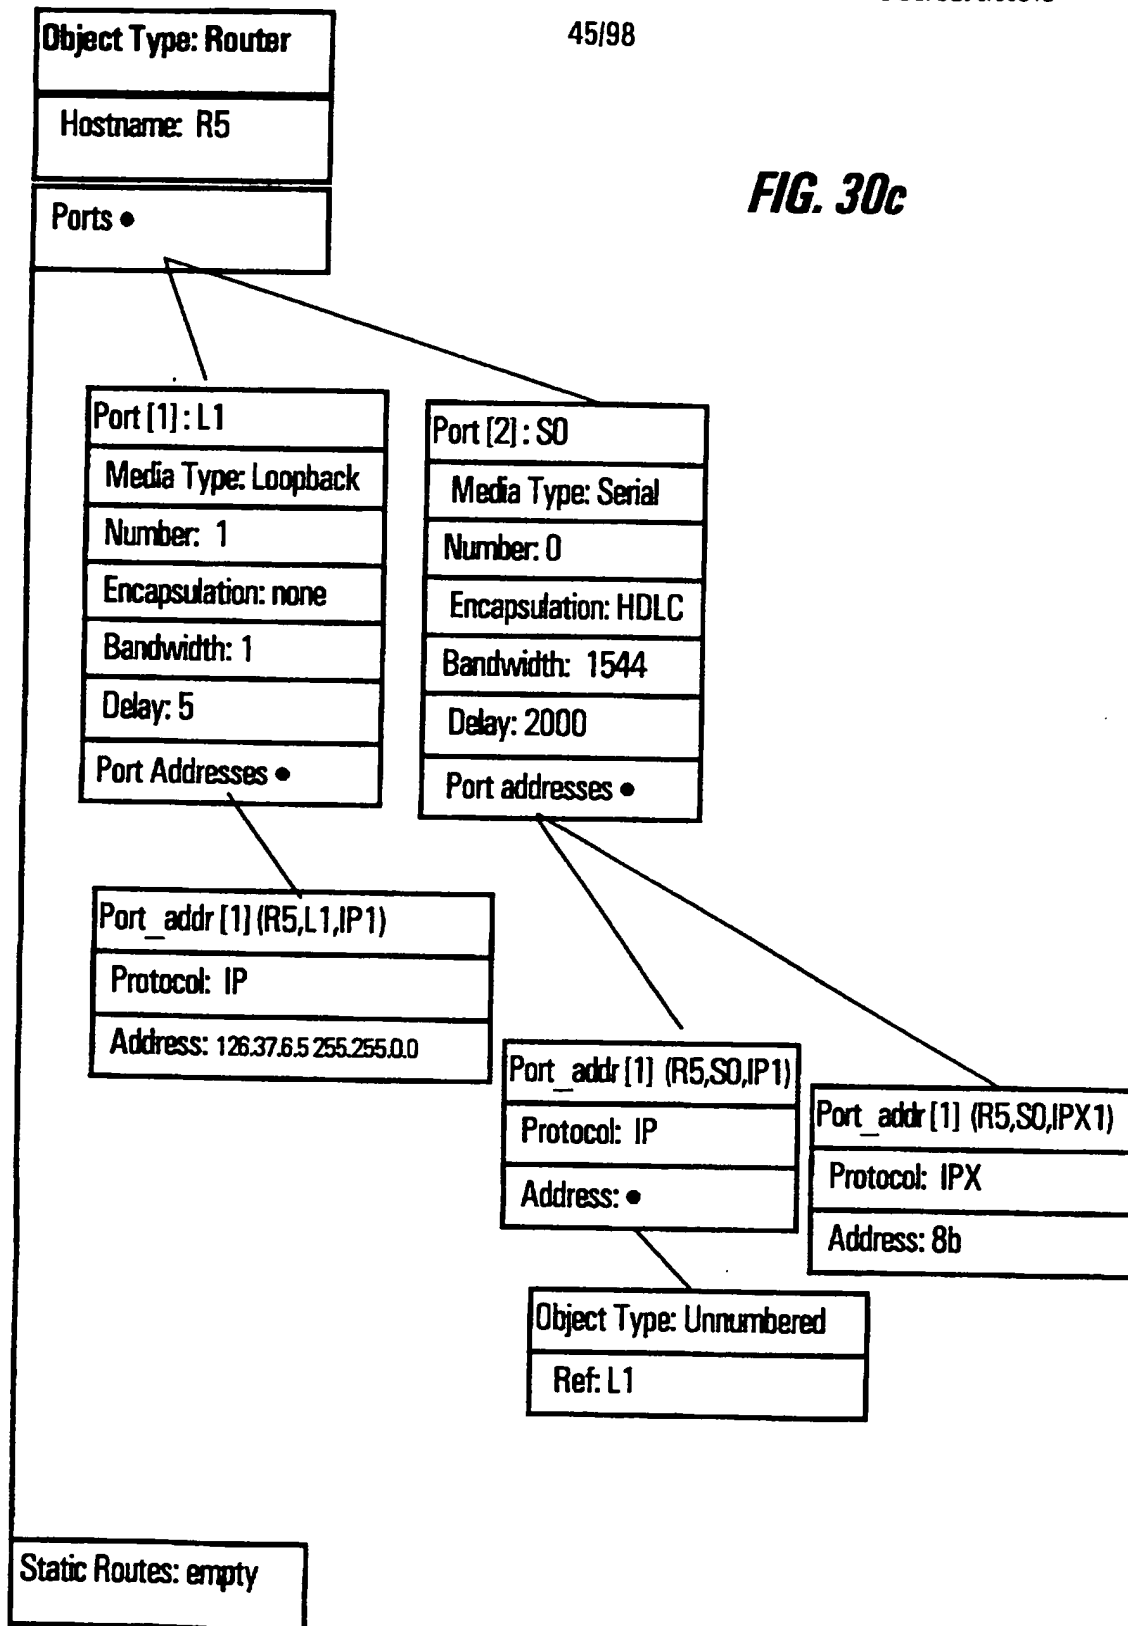 45/98
Object Type: Router
Hostname: R5
Ports •
FIG. 30c
Port [1] : L1
Media Type: Loopback
Number: 1
Encapsulation: none
Bandwidth: 1
Delay: 5
Port Addresses •
Port [2] : S0
Media Type: Serial
Number: 0
Encapsulation: HDLC
Bandwidth: 1544
Delay: 2000
Port addresses •
Port_addr [1] (R5,L1,IP1)
Protocol: IP
Address: 126.37.6.5 255.255.0.0
Port_addr [1] (R5,S0,IP1)
Protocol: IP
Address: •
Port_addr [1] (R5,S0,IPX1)
Protocol: IPX
Address: 8b
Object Type: Unnumbered
Ref: L1
Static Routes: empty